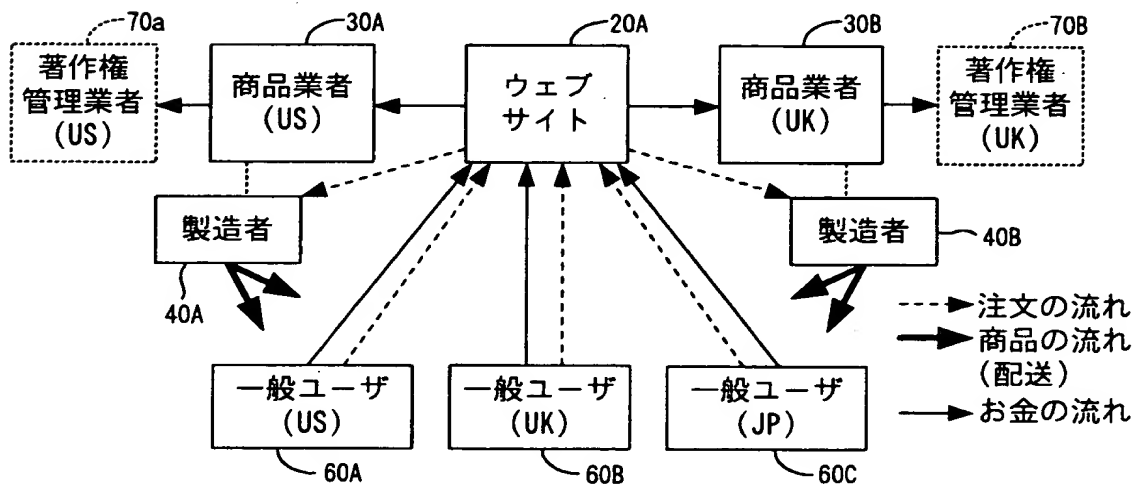 70a
30A
20A
30B
70B
著作権
管理業者
(US)
商品業者
(US)
ウェブ
サイト
商品業者
(UK)
著作権
管理業者
(UK)
製造者
40A
製造者
40B
注文の流れ
商品の流れ
(配送)
お金の流れ
一般ユーザ
(US)
60A
一般ユーザ
(UK)
60B
一般ユーザ
(JP)
60C